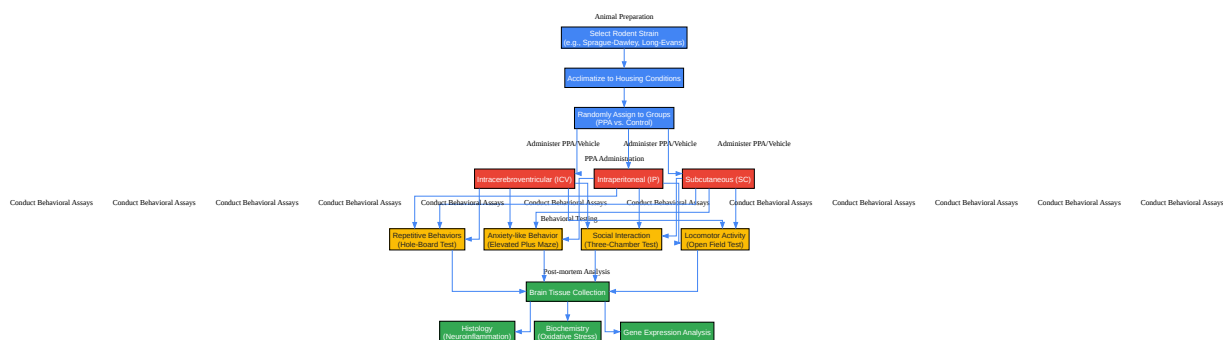 Animal Preparation
Select Rodent Strain
(e.g., Sprague-Dawley, Long-Evans)
Acclimatize to Housing Conditions
Randomly Assign to Groups
(PPA vs. Control)
Administer PPA/Vehicle
Administer PPA/Vehicle
Administer PPA/Vehicle
PPA Administration
Intracerebroventricular (ICV)
Intraperitoneal (IP)
Subcutaneous (SC)
Conduct Behavioral Assays
Conduct Behavioral Assays
Conduct Behavioral Assays
Conduct Behavioral Assays
Conduct Behavioral Assays
Conduct Behavioral Assays
Conduct Behavioral Assays
Conduct Behavioral Assays
Conduct Behavioral Assays
Conduct Behavioral Assays
Conduct Behavioral Assays
Conduct Behavioral Assays
Behavioral Testing
Repetitive Behaviors
(Hole-Board Test)
Anxiety-like Behavior
(Elevated Plus Maze)
Social Interaction
(Three-Chamber Test)
Locomotor Activity
(Open Field Test)
Post-mortem Analysis
Brain Tissue Collection
Histology
(Neuroinflammation)
Biochemistry
(Oxidative Stress)
Gene Expression Analysis